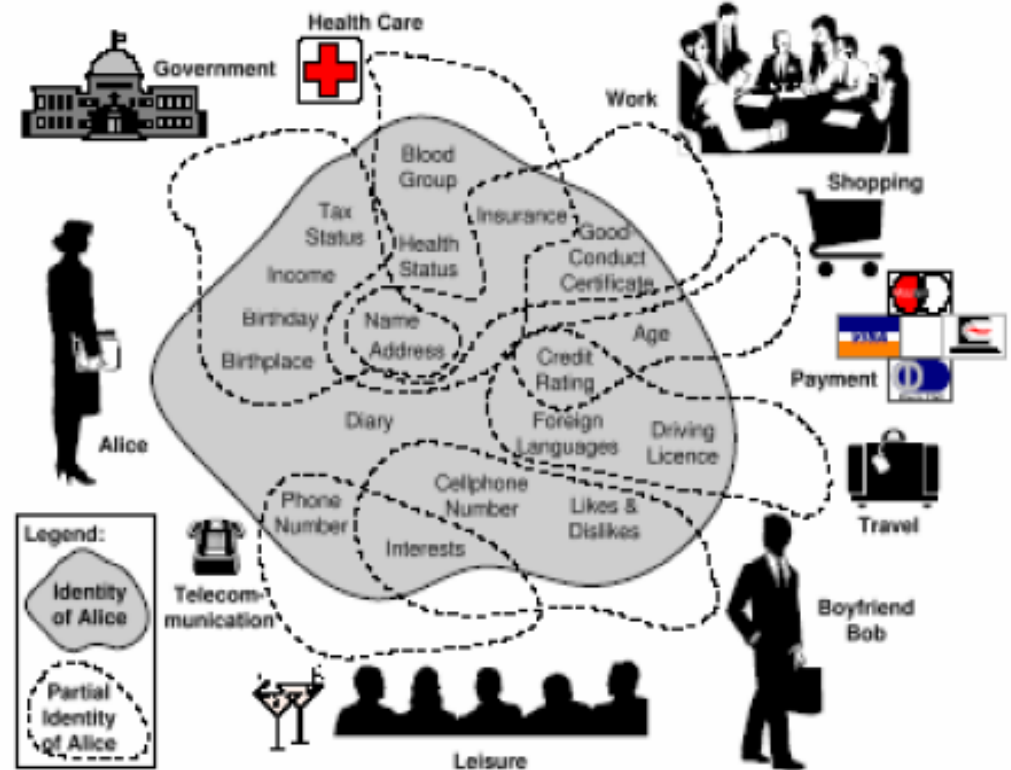 Health Care
Government
Work
Shopping
Blood
Group
Tax
Status
Insurance
Health
Status
Good
Conduct
Certificate
Income
Birthday
Name
Age
Birthplace
Address
Credit
Rating
VISA
Payment
Diary
Foreign
Languages
Driving
Licence
Alice
Cellphone
Number
Phone
Number
Likes &
Dislikes
Interests
Travel
Legend:
Identity
of Alice
Partial
Identity
of Alice
Telecom-
munication
Boyfriend
Bob
Leisure